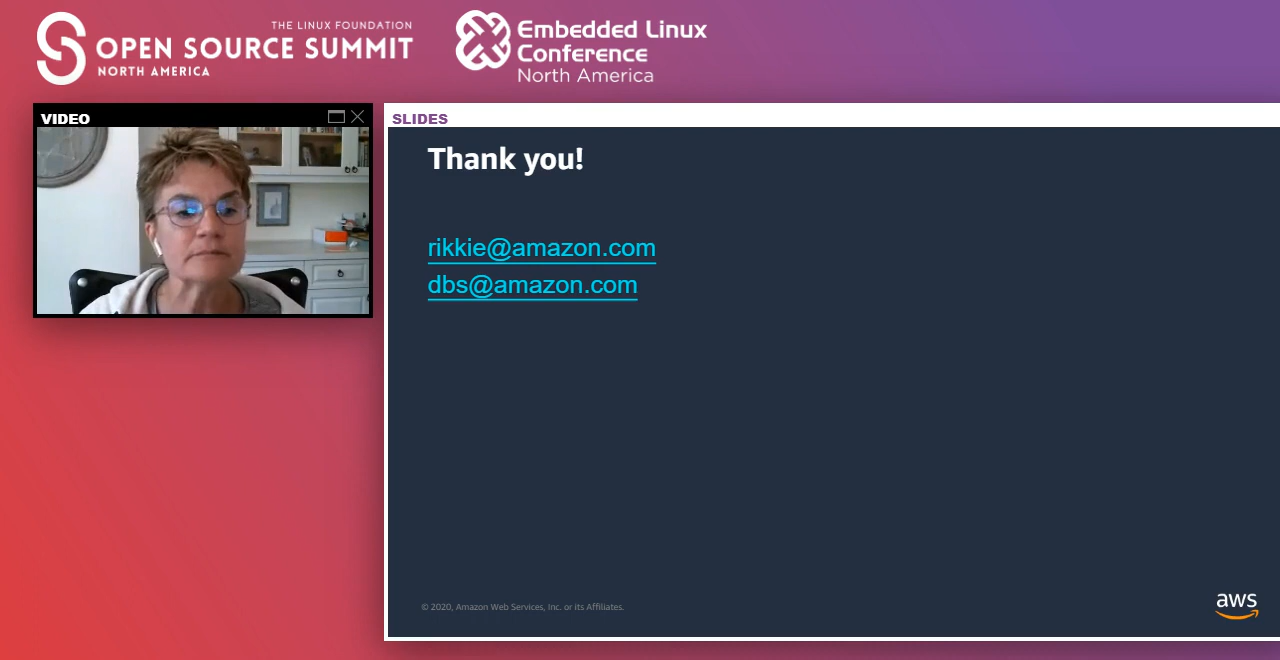 THE LINUX FOUNDATION
OPEN SOURCE SUMMIT
NORTH AMERICA
Embedded Linux
Conference
North America
VIDEO
SLIDES
Thank you!
rikkie@amazon.com
dbs@amazon.com
© 2020, Amazon Web Services, Inc. or its Affiliates.
aws